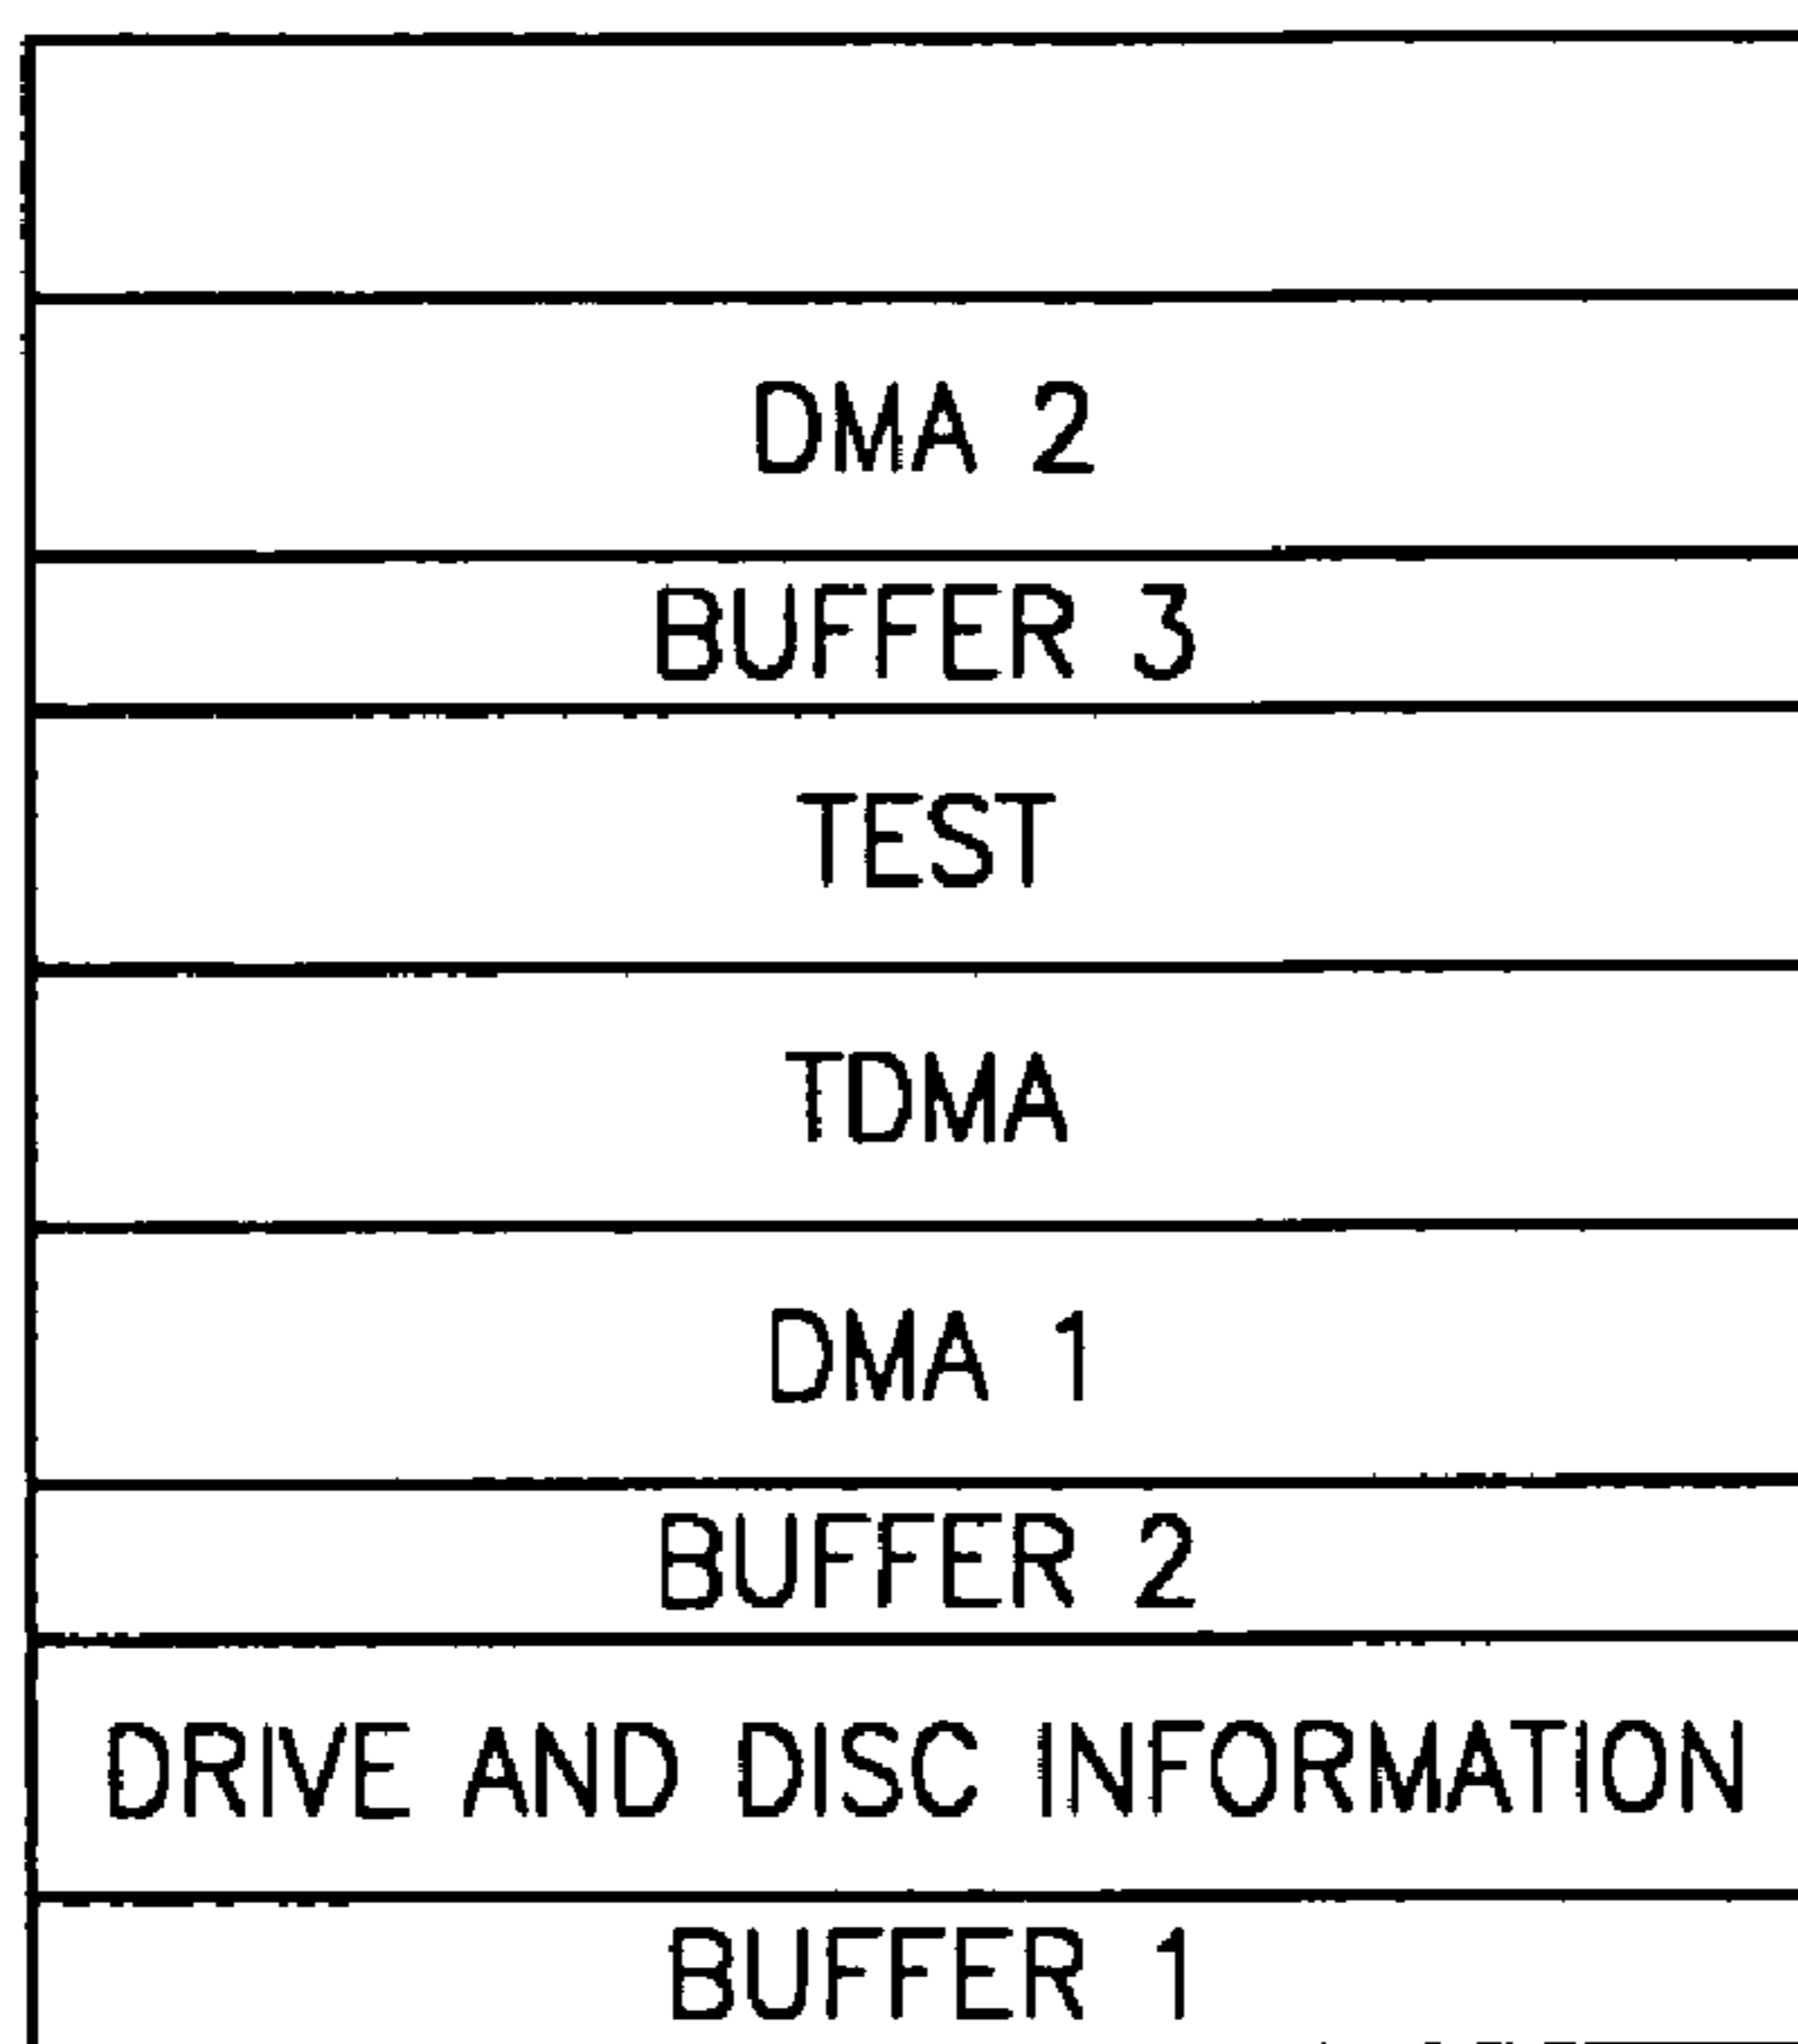 DMA 2
BUFFER 3
TEST
TDMA
DMA 1
BUFFER 2
DRIVE AND DISC INFORMATION
BUFFER 1